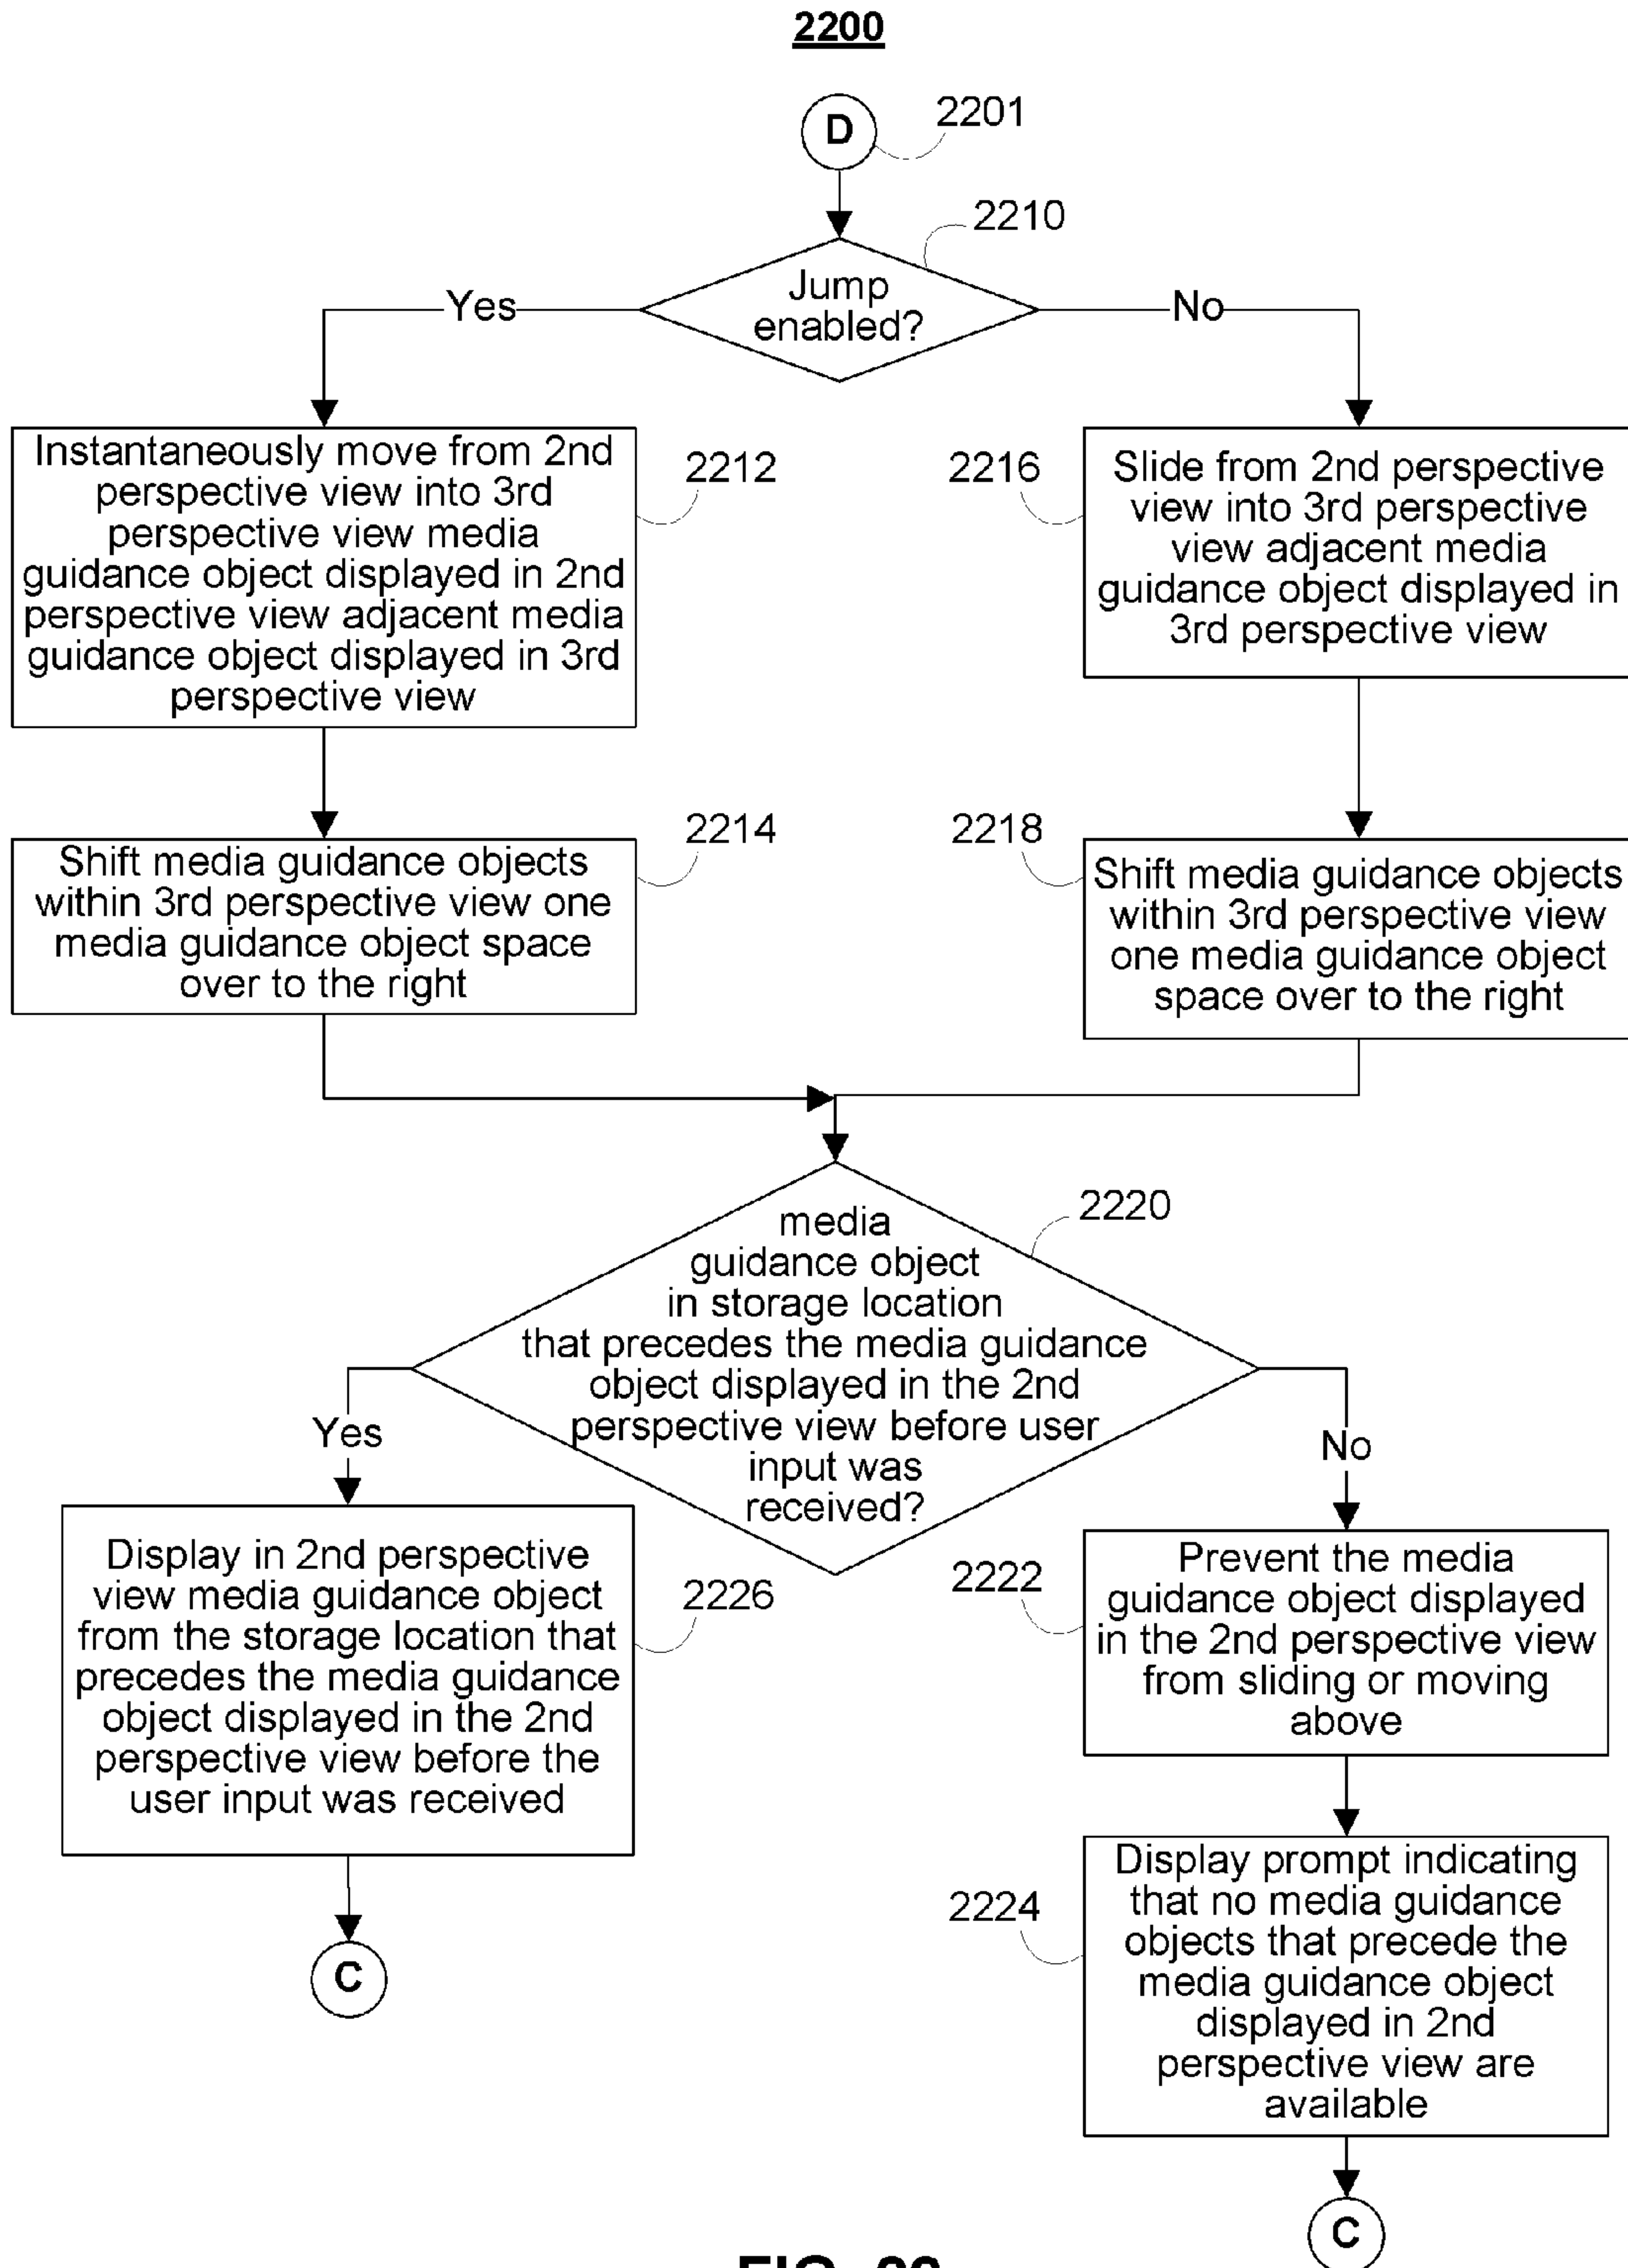 2200
D
2201
2210
Jump
enabled?
Yes
No
Instantaneously move from 2nd
perspective view into 3rd
perspective view media
guidance object displayed in 2nd
perspective view adjacent media
guidance object displayed in 3rd
perspective view
2212
2216
Slide from 2nd perspective
view into 3rd perspective
view adjacent media
guidance object displayed in
3rd perspective view
Shift media guidance objects
within 3rd perspective view one
media guidance object space
over to the right
2214
2218
Shift media guidance objects
within 3rd perspective view
one media guidance object
space over to the right
media
guidance object
in storage location
that precedes the media guidance
object displayed in the 2nd
perspective view before user
input was
received?
2220
Yes
No
Display in 2nd perspective
view media guidance object
from the storage location that
precedes the media guidance
object displayed in the 2nd
perspective view before the
user input was received
2226
2222
Prevent the media
guidance object displayed
in the 2nd perspective view
from sliding or moving
above
C
2224
Display prompt indicating
that no media guidance
objects that precede the
media guidance object
displayed in 2nd
perspective view are
available
C
FIG.